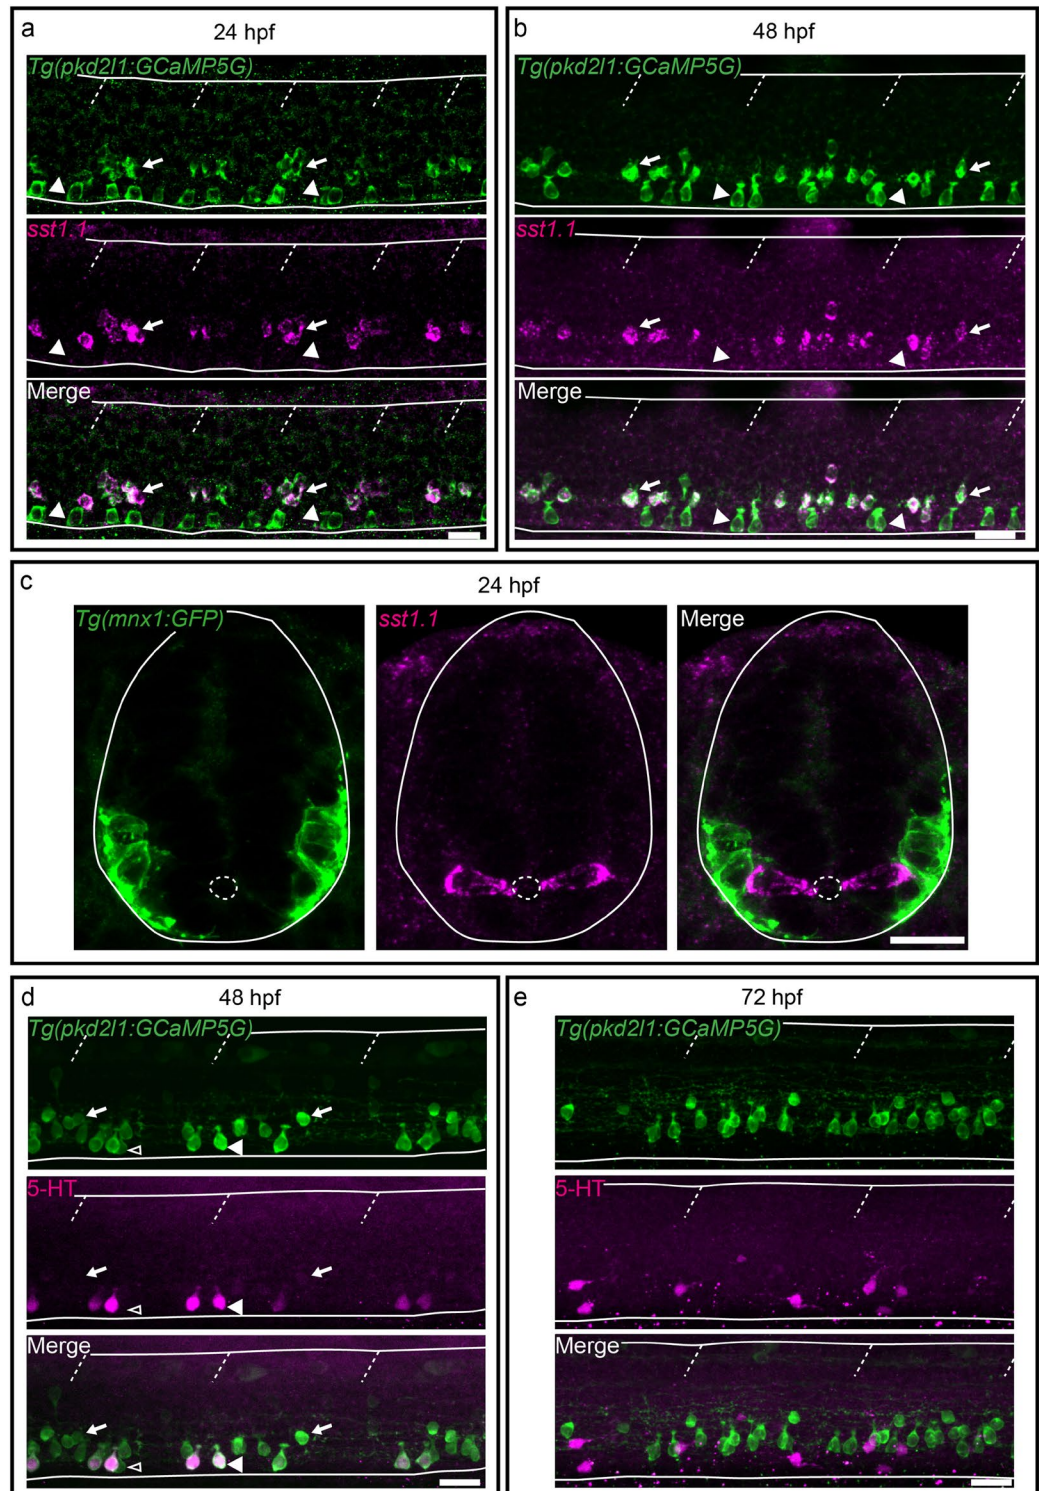 a
24 hpf
Tg(pkd2l1:GCaMP5G)
sst1.1
Merge
b
48 hpf
Tg(pkd2l1:GCaMP5G)
sst1.1
Merge
c
24 hpf
Tg(mnx1:GFP)
sst1.1
Merge
d
48 hpf
Tg(pkd2l1:GCaMP5G)
5-HT
Merge
e
72 hpf
Tg(pkd2l1:GCaMP5G)
5-HT
Merge